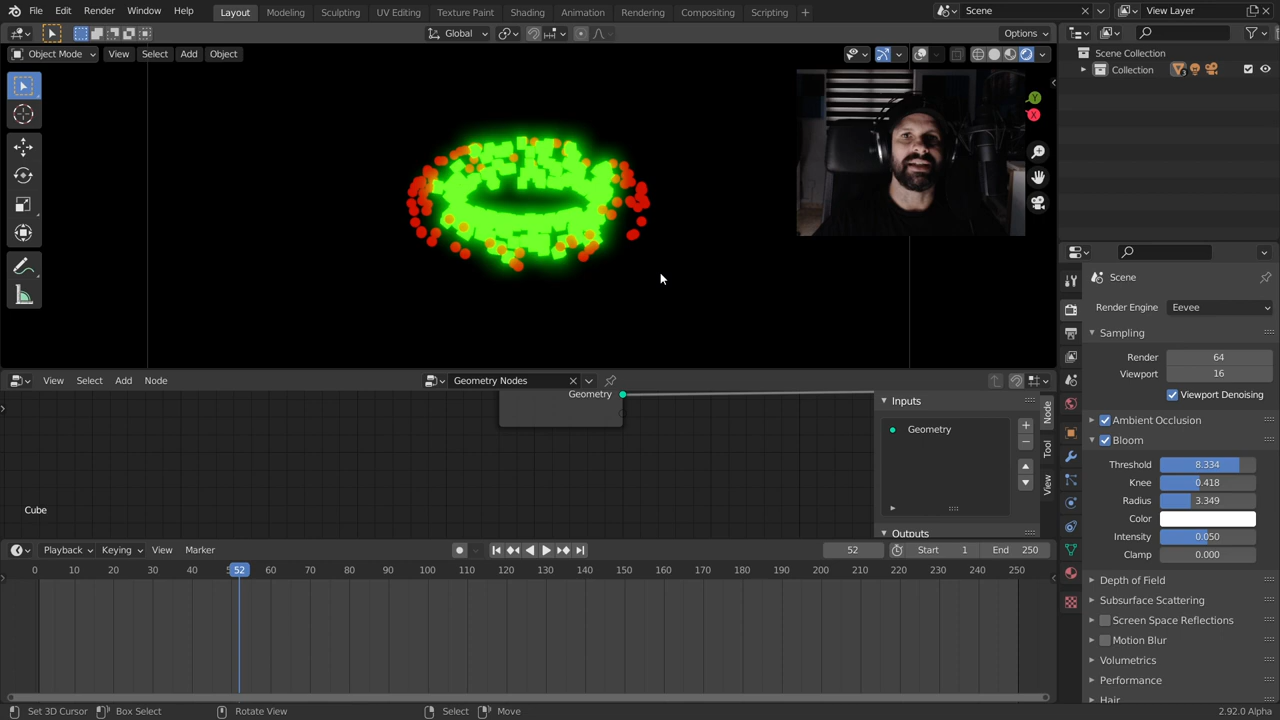 File Edit Render Window Help Layout Modeling Sculpting UV Editing Texture Paint Shading Animation Rendering Compositing Scripting + Scene View Layer
Global Options
Object Mode View Select Add Object
Scene Collection
Collection
3
Y
X
Scene
Render Engine Eevee
Sampling
Render 64
Viewport 16
Viewport Denoising
Ambient Occlusion
Bloom
Threshold 8.334
Knee 0.418
Radius 3.349
Color
Intensity 0.050
Clamp 0.000
Depth of Field
Subsurface Scattering
Screen Space Reflections
Motion Blur
Volumetrics
Performance
Hair
View Select Add Node Geometry Nodes
Geometry
Inputs
Geometry
Outputs
Node
Tool
View
Cube
Playback Keying View Marker 52 Start 1 End 250
0 10 20 30 40 52 60 70 80 90 100 110 120 130 140 150 160 170 180 190 200 210 220 230 240 250
Set 3D Cursor Box Select Rotate View Select Move 2.92.0 Alpha